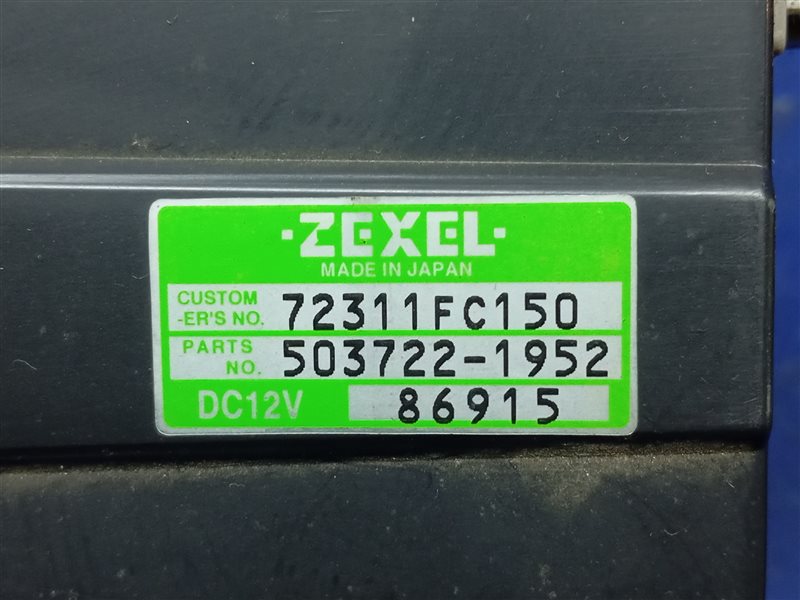 ·ZEXEL·
MADE IN JAPAN
CUSTOM
-ER'S NO. 72311FC150
PARTS
NO. 503722-1952
DC12V 86915